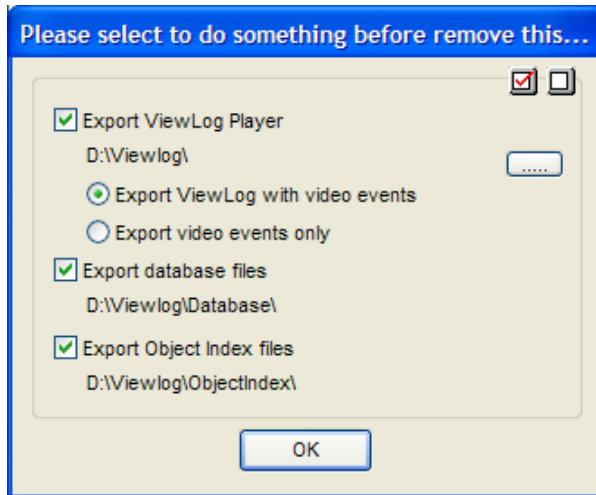 Please select to do something before remove this...
Export ViewLog Player
D:\Viewlog\
.....
Export ViewLog with video events
Export video events only
Export database files
D:\Viewlog\Database\
Export Object Index files
D:\Viewlog\ObjectIndex\
OK